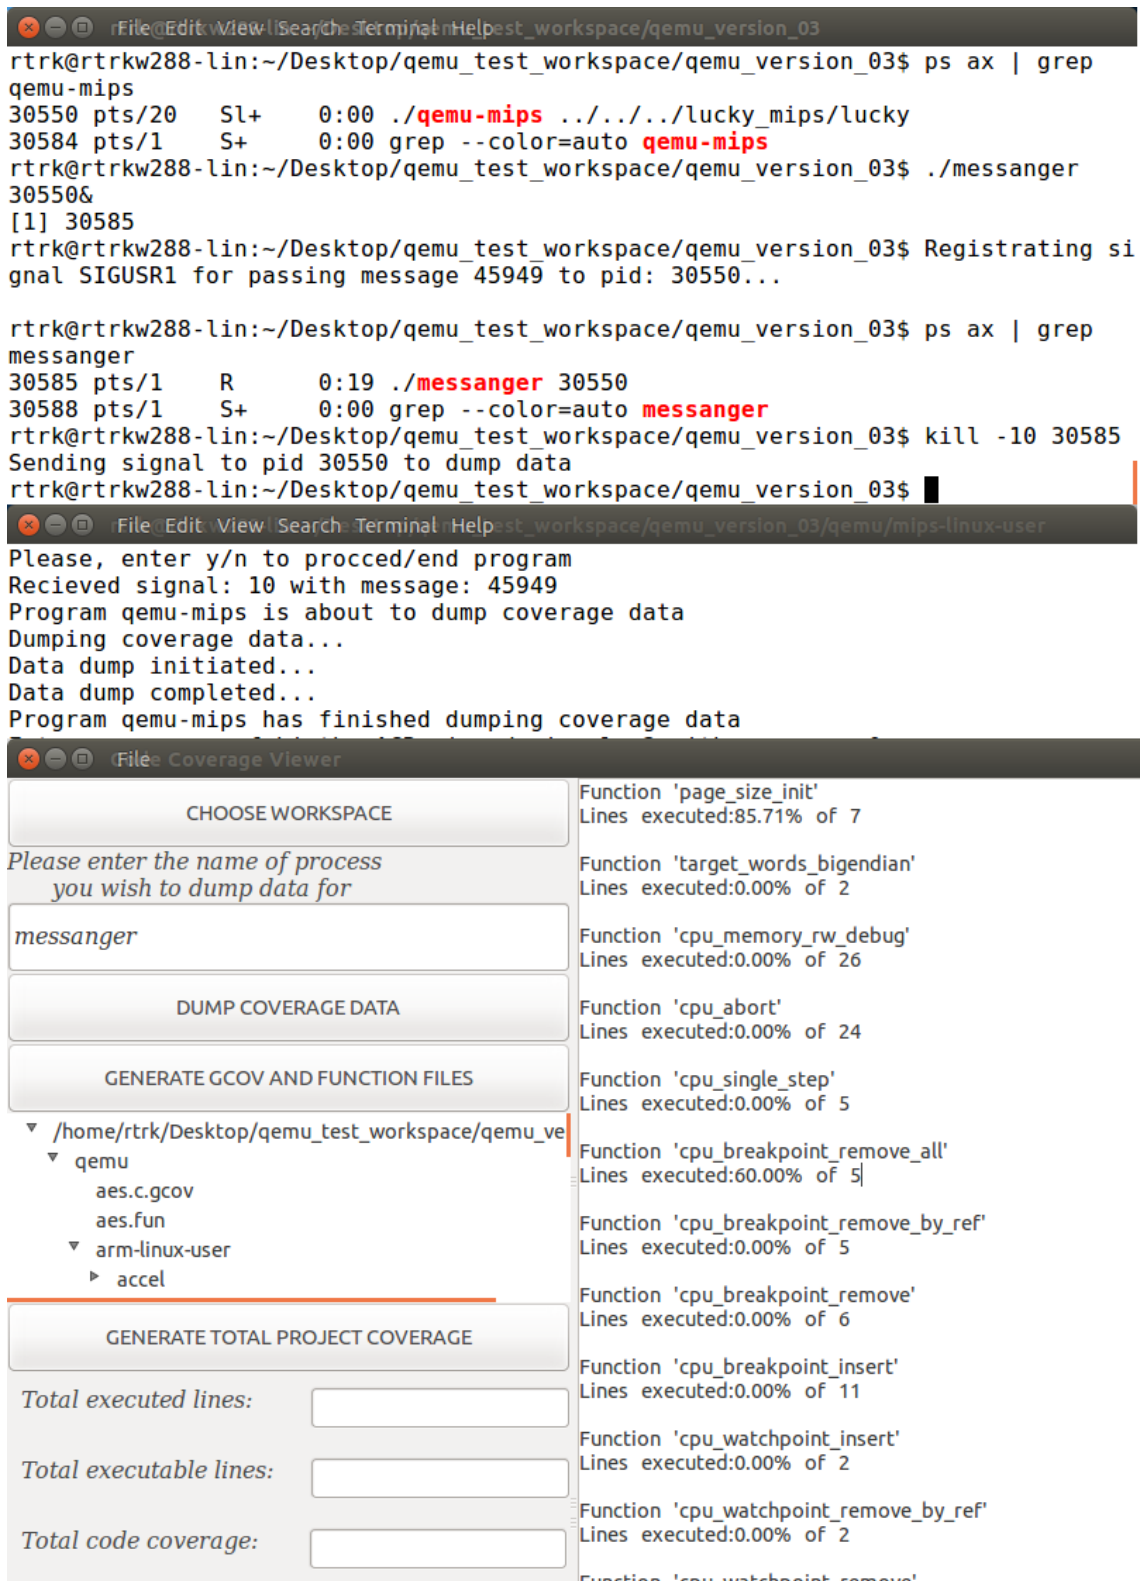 File Edit View Search Terminal Help
rtrk@rtrkw288-lin:~/Desktop/qemu_test_workspace/qemu_version_03$ ps ax | grep
qemu-mips
30550 pts/20   Sl+    0:00 ./qemu-mips ../../../lucky_mips/lucky
30584 pts/1    S+     0:00 grep --color=auto qemu-mips
rtrk@rtrkw288-lin:~/Desktop/qemu_test_workspace/qemu_version_03$ ./messanger
30550&
[1] 30585
rtrk@rtrkw288-lin:~/Desktop/qemu_test_workspace/qemu_version_03$ Registrating si
gnal SIGUSR1 for passing message 45949 to pid: 30550...
rtrk@rtrkw288-lin:~/Desktop/qemu_test_workspace/qemu_version_03$ ps ax | grep
messanger
30585 pts/1    R      0:19 ./messanger 30550
30588 pts/1    S+     0:00 grep --color=auto messanger
rtrk@rtrkw288-lin:~/Desktop/qemu_test_workspace/qemu_version_03$ kill -10 30585
Sending signal to pid 30550 to dump data
rtrk@rtrkw288-lin:~/Desktop/qemu_test_workspace/qemu_version_03$
File Edit View Search Terminal Help est_workspace/qemu_version_03/qemu/mips-linux-user
Please, enter y/n to procced/end program
Recieved signal: 10 with message: 45949
Program qemu-mips is about to dump coverage data
Dumping coverage data...
Data dump initiated...
Data dump completed...
Program qemu-mips has finished dumping coverage data
File Coverage Viewer
CHOOSE WORKSPACE
Please enter the name of process
you wish to dump data for
messanger
DUMP COVERAGE DATA
GENERATE GCOV AND FUNCTION FILES
/home/rtrk/Desktop/qemu_test_workspace/qemu_ve
qemu
aes.c.gcov
aes.fun
arm-linux-user
accel
GENERATE TOTAL PROJECT COVERAGE
Total executed lines:
Total executable lines:
Total code coverage:
Function 'page_size_init'
Lines executed:85.71% of 7
Function 'target_words_bigendian'
Lines executed:0.00% of 2
Function 'cpu_memory_rw_debug'
Lines executed:0.00% of 26
Function 'cpu_abort'
Lines executed:0.00% of 24
Function 'cpu_single_step'
Lines executed:0.00% of 5
Function 'cpu_breakpoint_remove_all'
Lines executed:60.00% of 5
Function 'cpu_breakpoint_remove_by_ref'
Lines executed:0.00% of 5
Function 'cpu_breakpoint_remove'
Lines executed:0.00% of 6
Function 'cpu_breakpoint_insert'
Lines executed:0.00% of 11
Function 'cpu_watchpoint_insert'
Lines executed:0.00% of 2
Function 'cpu_watchpoint_remove_by_ref'
Lines executed:0.00% of 2